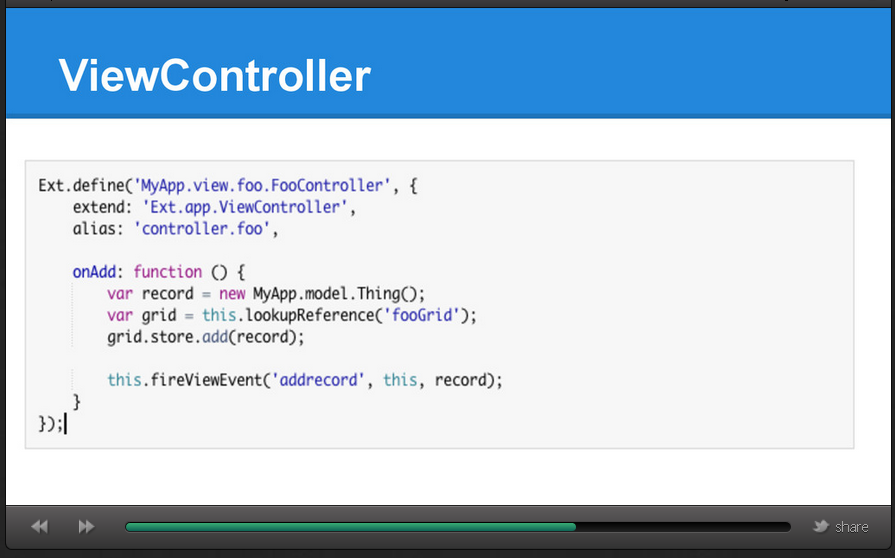 ViewController
Ext.define('MyApp.view.foo.FooController', {
    extend: 'Ext.app.ViewController',
    alias: 'controller.foo',
    onAdd: function () {
        var record = new MyApp.model.Thing();
        var grid = this.lookupReference('fooGrid');
        grid.store.add(record);
        this.fireViewEvent('addrecord', this, record);
    }
});
share